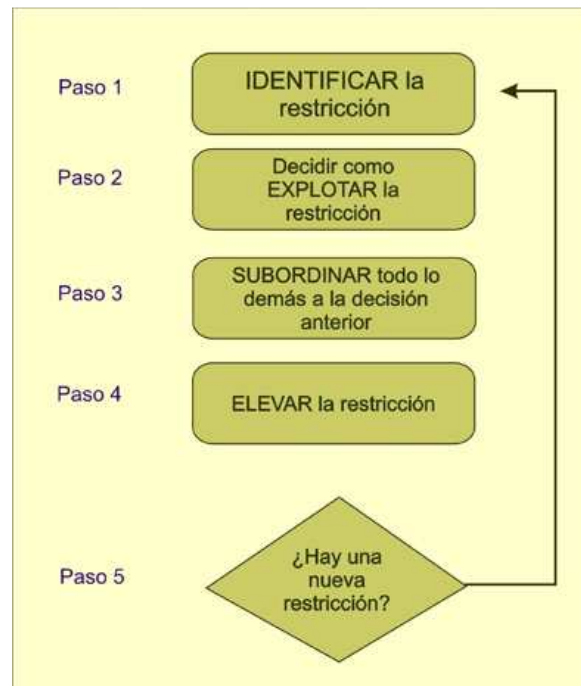 Paso 1
IDENTIFICAR la
restricción
Paso 2
Decidir como
EXPLOTAR la
restricción
Paso 3
SUBORDINAR todo lo
demás a la decisión
anterior
Paso 4
ELEVAR la restricción
Paso 5
¿Hay una
nueva
restricción?